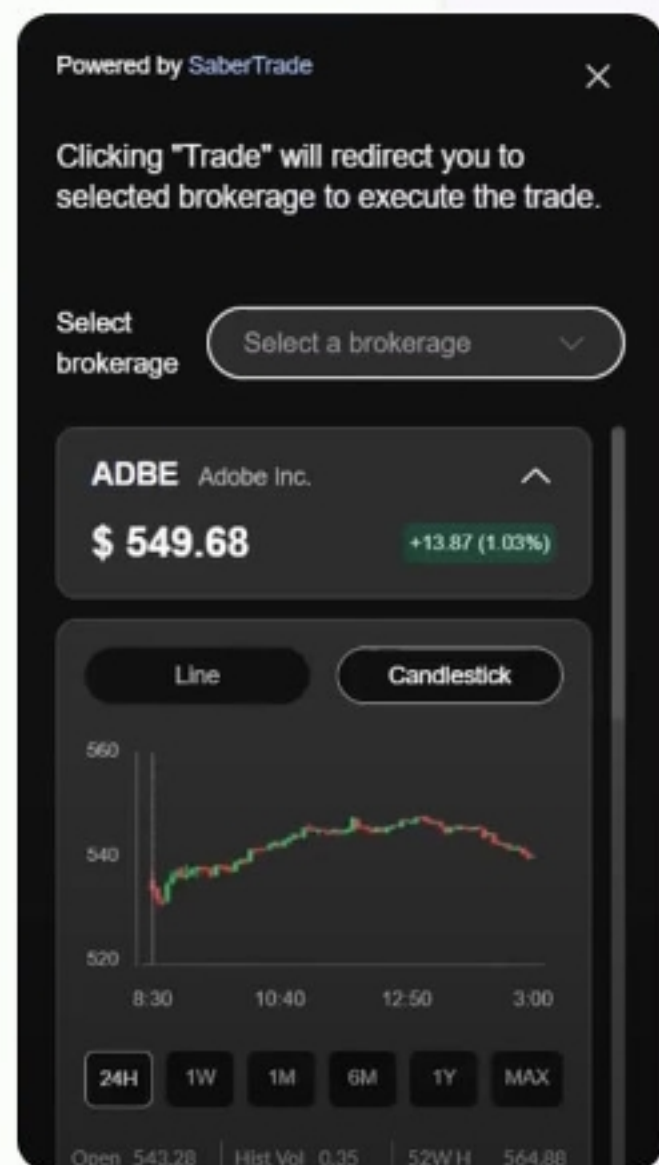 Powered by SaberTrade
Clicking "Trade" will redirect you to
selected brokerage to execute the trade.
Select
brokerage
Select a brokerage
ADBE Adobe Inc.
$ 549.68
+13.87 (1.03%)
Line
Candlestick
560
540
520
8:30 10:40 12:50 3:00
24H 1W 1M 6M 1Y MAX
Open 543.28 Hist Vol 0.35 52W H 564.88